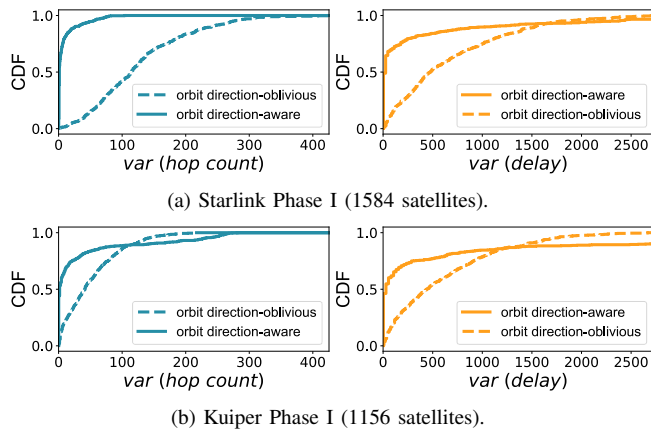 CDF
1.0
0.5
0.0
orbit direction-oblivious
orbit direction-aware
0 100 200 300 400
var (hop count)
CDF
1.0
0.5
0.0
orbit direction-aware
orbit direction-oblivious
0 500 1000 1500 2000 2500
var (delay)
(a) Starlink Phase I (1584 satellites).
CDF
1.0
0.5
0.0
orbit direction-oblivious
orbit direction-aware
0 100 200 300 400
var (hop count)
CDF
1.0
0.5
0.0
orbit direction-aware
orbit direction-oblivious
0 500 1000 1500 2000 2500
var (delay)
(b) Kuiper Phase I (1156 satellites).